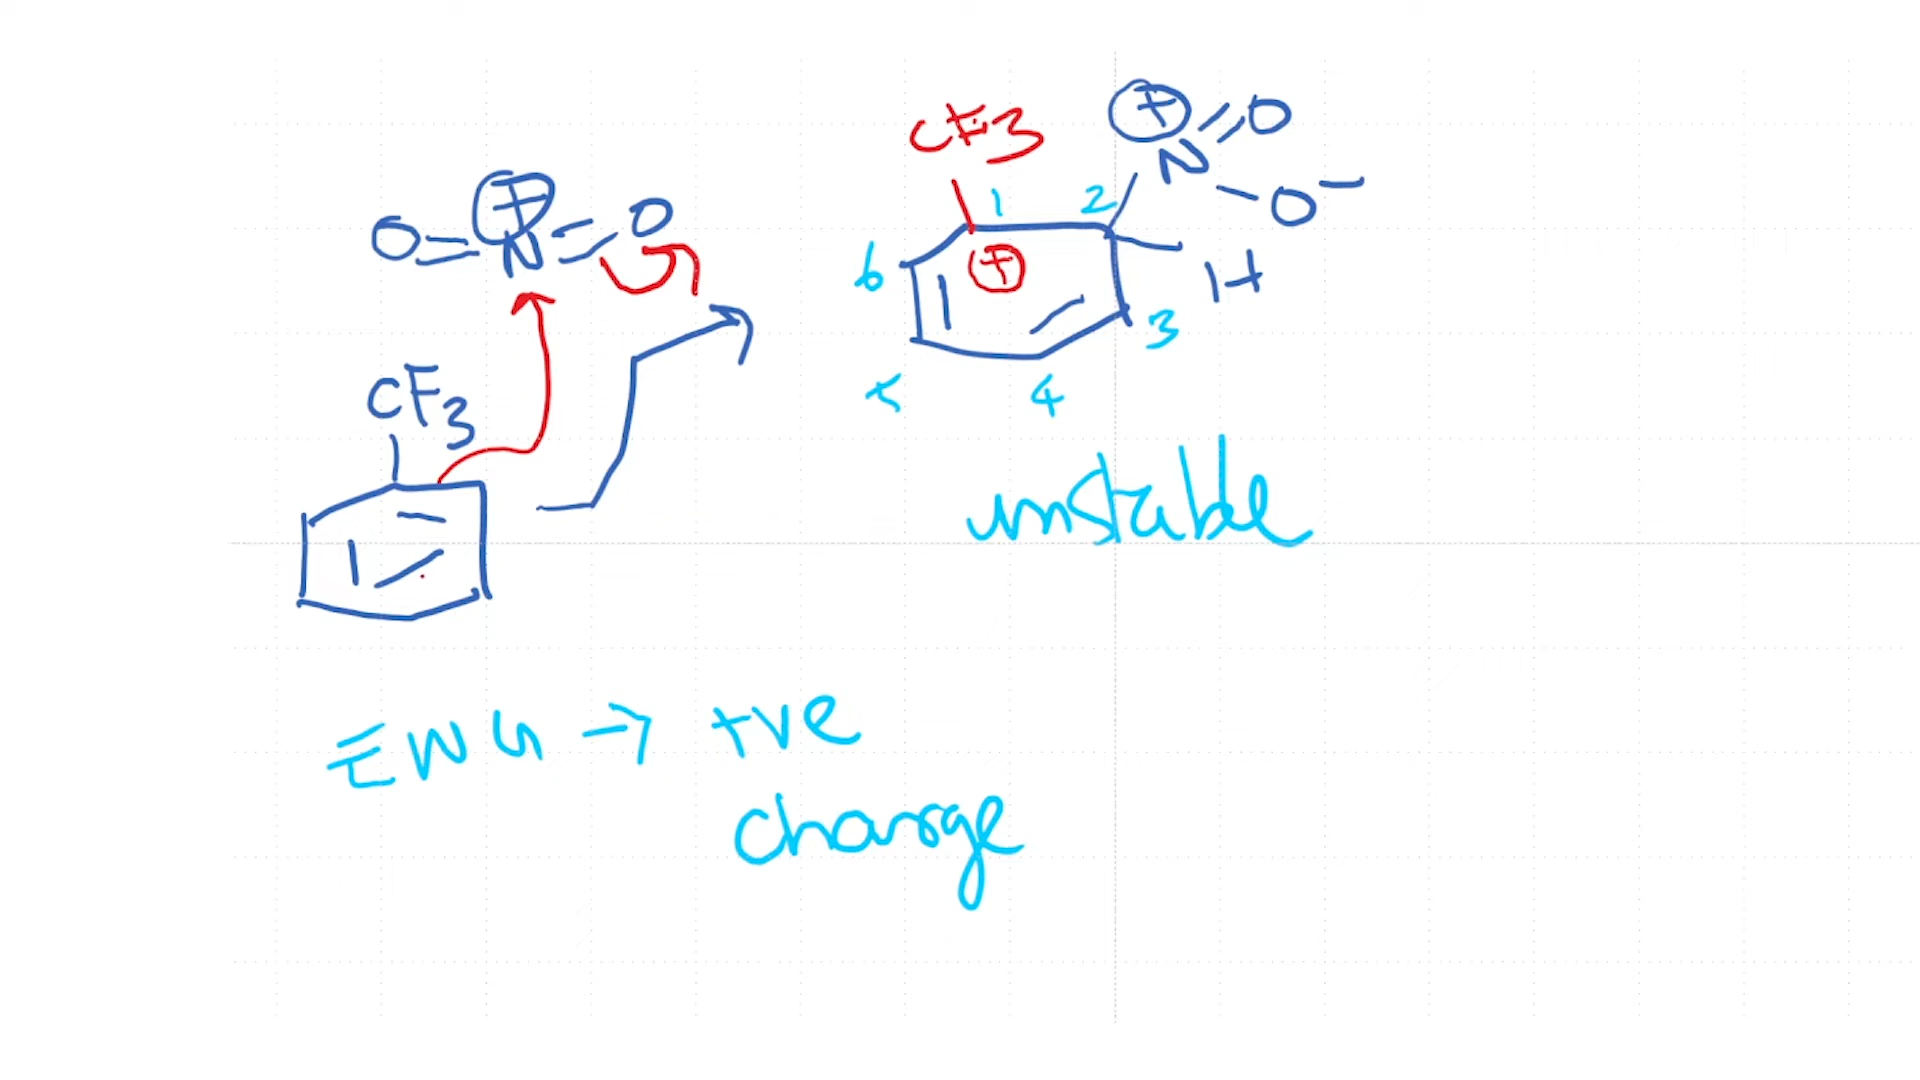 CF3
⊕
O=N=O
CF3
1
2
⊕
N=O
-O⁻
H
6
⊕
3
5
4
unstable
EWG → +ve
charge